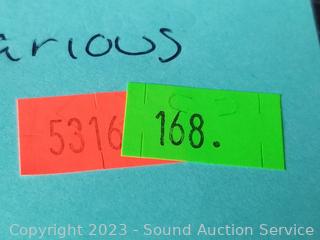 arious
5316
168.
Copyright 2023 - Sound Auction Service